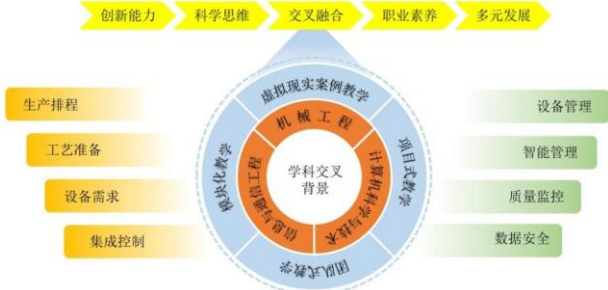 创新能力 科学思维 交叉融合 职业素养 多元发展
虚拟现实案例教学
机械工程
生产排程
工艺准备
设备需求
集成控制
模块化教学
信息与通信工程
学科交叉
背景
计算机科学与技术
项目式教学
团队式教学
设备管理
智能管理
质量监控
数据安全